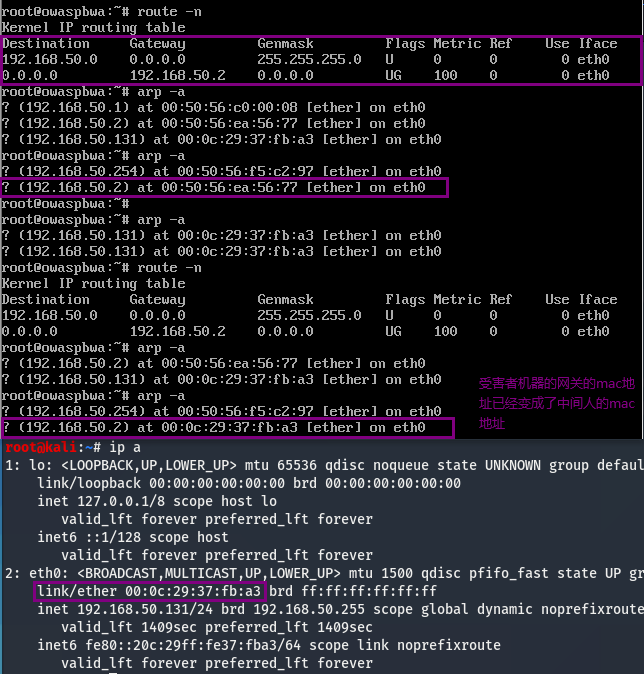 root@owaspbwa:~# route -n
Kernel IP routing table
Destination     Gateway         Genmask         Flags Metric Ref    Use Iface
192.168.50.0    0.0.0.0         255.255.255.0   U     0      0        0 eth0
0.0.0.0         192.168.50.2    0.0.0.0         UG    100    0        0 eth0
root@owaspbwa:~# arp -a
? (192.168.50.1) at 00:50:56:c0:00:08 [ether] on eth0
? (192.168.50.2) at 00:50:56:ea:56:77 [ether] on eth0
? (192.168.50.131) at 00:0c:29:37:fb:a3 [ether] on eth0
root@owaspbwa:~# arp -a
? (192.168.50.254) at 00:50:56:f5:c2:97 [ether] on eth0
? (192.168.50.2) at 00:50:56:ea:56:77 [ether] on eth0
root@owaspbwa:~#
root@owaspbwa:~# arp -a
? (192.168.50.131) at 00:0c:29:37:fb:a3 [ether] on eth0
? (192.168.50.131) at 00:0c:29:37:fb:a3 [ether] on eth0
root@owaspbwa:~# route -n
Kernel IP routing table
Destination     Gateway         Genmask         Flags Metric Ref    Use Iface
192.168.50.0    0.0.0.0         255.255.255.0   U     0      0        0 eth0
0.0.0.0         192.168.50.2    0.0.0.0         UG    100    0        0 eth0
root@owaspbwa:~# arp -a
? (192.168.50.2) at 00:50:56:ea:56:77 [ether] on eth0
? (192.168.50.131) at 00:0c:29:37:fb:a3 [ether] on eth0
root@owaspbwa:~# arp -a
? (192.168.50.254) at 00:50:56:f5:c2:97 [ether] on eth0
? (192.168.50.2) at 00:0c:29:37:fb:a3 [ether] on eth0
受害者机器的网关的mac地
址已经变成了中间人的mac
地址
root@kali:~# ip a
1: lo: <LOOPBACK,UP,LOWER_UP> mtu 65536 qdisc noqueue state UNKNOWN group defaul
link/loopback 00:00:00:00:00:00 brd 00:00:00:00:00:00
inet 127.0.0.1/8 scope host lo
valid_lft forever preferred_lft forever
inet6 ::1/128 scope host
valid_lft forever preferred_lft forever
2: eth0: <BROADCAST,MULTICAST,UP,LOWER_UP> mtu 1500 qdisc pfifo_fast state UP gr
link/ether 00:0c:29:37:fb:a3 brd ff:ff:ff:ff:ff:ff
inet 192.168.50.131/24 brd 192.168.50.255 scope global dynamic noprefixroute
valid_lft 1409sec preferred_lft 1409sec
inet6 fe80::20c:29ff:fe37:fba3/64 scope link noprefixroute
valid_lft forever preferred_lft forever